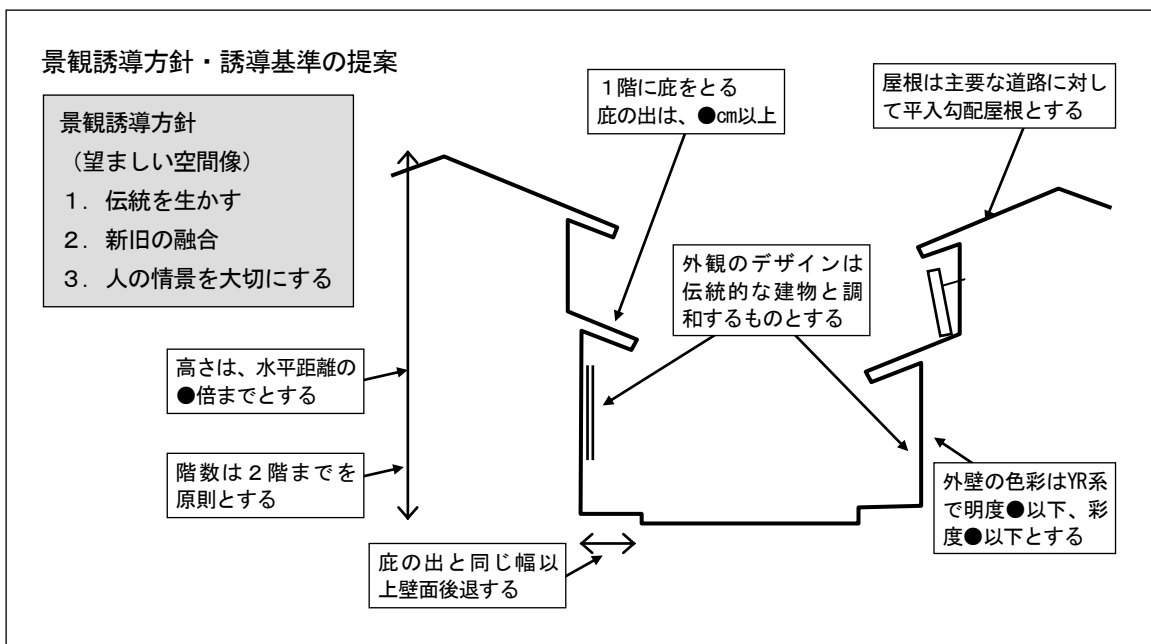 景観誘導方針・誘導基準の提案
景観誘導方針
（望ましい空間像）
１．伝統を生かす
２．新旧の融合
３．人の情景を大切にする
１階に庇をとる
庇の出は、●cm以上
屋根は主要な道路に対し
て平入勾配屋根とする
外観のデザインは
伝統的な建物と調
和するものとする
高さは、水平距離の
●倍までとする
階数は２階までを
原則とする
庇の出と同じ幅以
上壁面後退する
外壁の色彩はYR系
で明度●以下、彩
度●以下とする